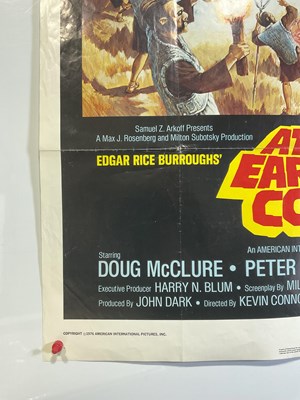 Samuel Z. Arkoff Presents
A Max J. Rosenberg and Milton Subotsky Production
EDGAR RICE BURROUGHS'
AT
EAR
CO
An AMERICAN INT
Starring
DOUG McCLURE • PETER
Executive Producer HARRY N. BLUM • Screenplay by MIL
Produced by JOHN DARK • Directed by KEVIN CONNO
COPYRIGHT ©1976 AMERICAN INTERNATIONAL PICTURES, INC.